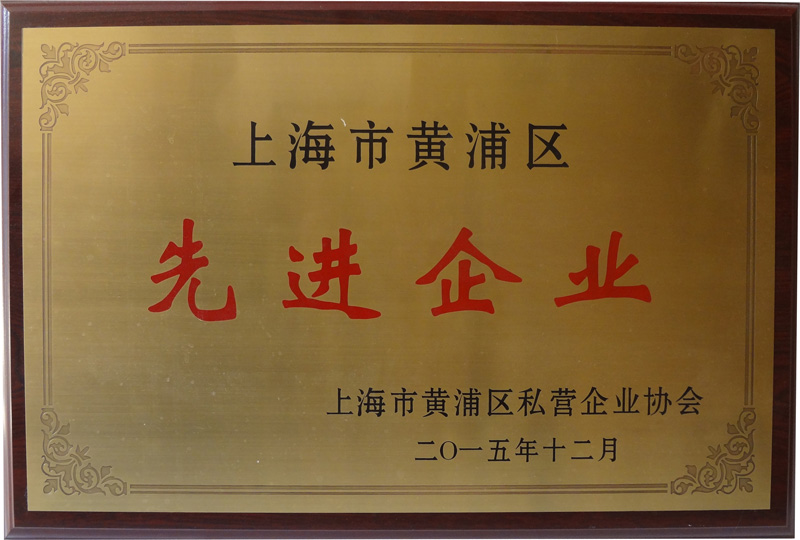 上海市黄浦区
先进企业
上海市黄浦区私营企业协会
二〇一五年十二月